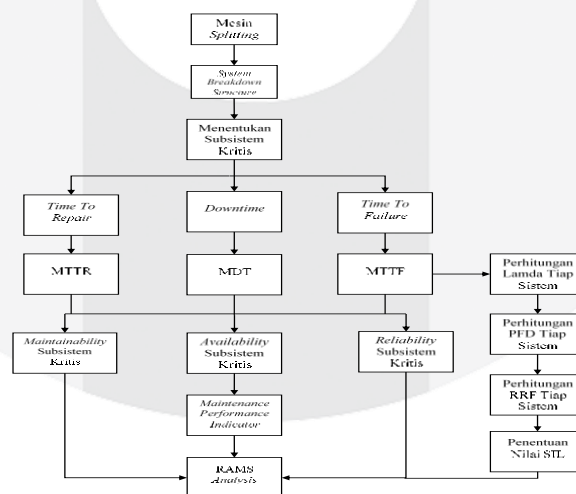 Mesin
Splitting
System
Breakdown
Structure
Menentukan
Subsistem
Kritis
Time To
Repair
Downtime
Time To
Failure
MTTR
MDT
MTTF
Perhitungan
Lamda Tiap
Sistem
Maintainability
Subsistem
Kritis
Availability
Subsistem
Kritis
Reliability
Subsistem
Kritis
Perhitungan
PFD Tiap
Sistem
Maintenance
Performance
Indicator
Perhitungan
RRF Tiap
Sistem
Penentuan
Nilai SIL
RAMS
Analysis